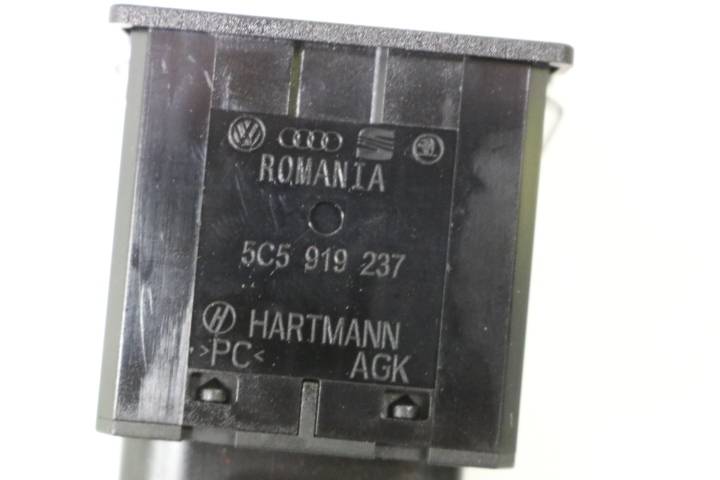 ROMANIA
5C5 919 237
HARTMANN
>PC< AGK